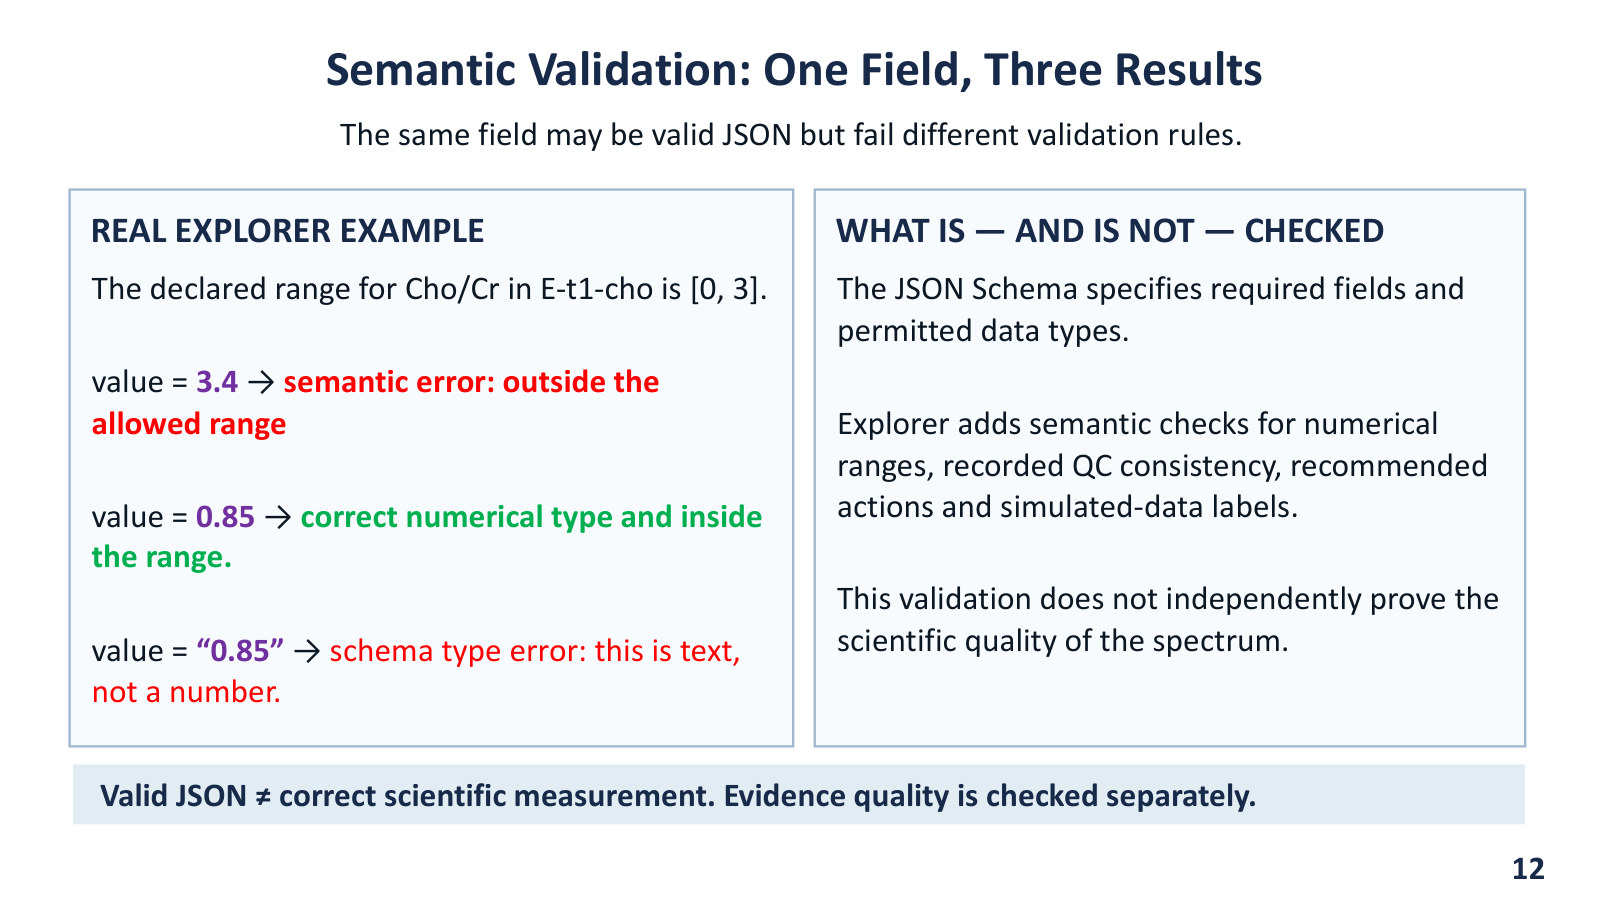 Semantic Validation: One Field, Three Results
The same field may be valid JSON but fail different validation rules.
REAL EXPLORER EXAMPLE
The declared range for Cho/Cr in E-t1-cho is [0, 3].
value = 3.4 → semantic error: outside the
allowed range
value = 0.85 → correct numerical type and inside
the range.
value = “0.85” → schema type error: this is text,
not a number.
WHAT IS — AND IS NOT — CHECKED
The JSON Schema specifies required fields and
permitted data types.
Explorer adds semantic checks for numerical
ranges, recorded QC consistency, recommended
actions and simulated-data labels.
This validation does not independently prove the
scientific quality of the spectrum.
Valid JSON ≠ correct scientific measurement. Evidence quality is checked separately.
12